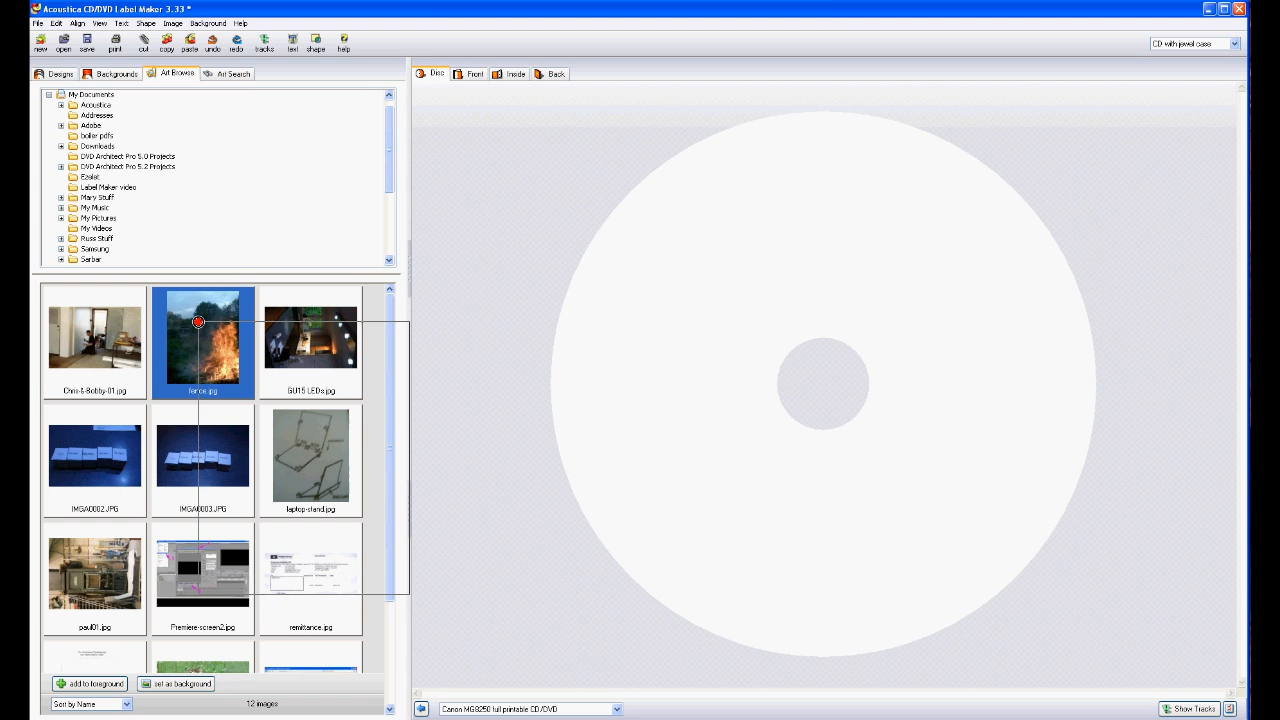 Acoustica CD/DVD Label Maker 3.33 *
File Edit Align View Text Shape Image Background Help
new open save print cut copy paste undo redo tracks text shape help
CD with jewel case
Designs Backgrounds Art Browse Art Search
Disc Front Inside Back
My Documents
Acoustica
Addresses
Adobe
boiler pdfs
Downloads
DVD Architect Pro 5.0 Projects
DVD Architect Pro 5.2 Projects
Ezelet
Label Maker video
Mary Stuff
My Music
My Pictures
My Videos
Russ Stuff
Samsung
Sarbar
Chris-&-Bobby-01.jpg fence.jpg GU15 LEDs.jpg
IMGA0002.JPG IMGA0003.JPG laptop-stand.jpg
paul01.jpg Premiere-screen2.jpg remittance.jpg
add to foreground set as background
Sort by Name 12 images
Canon MG8250 full printable CD/DVD
Show Tracks